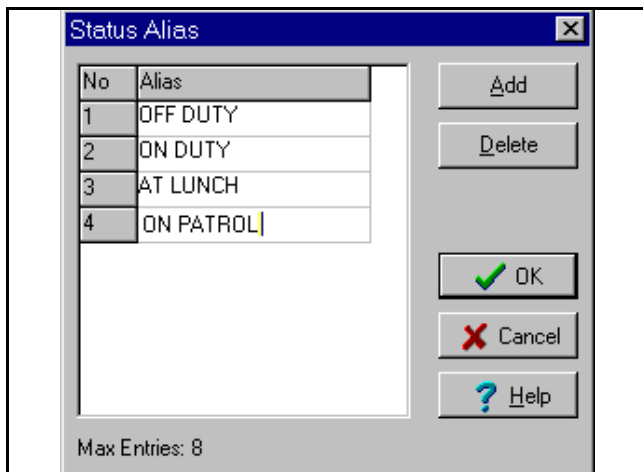 Status Alias
No Alias
1 OFF DUTY
2 ON DUTY
3 AT LUNCH
4 ON PATROL
Add
Delete
OK
Cancel
Help
Max Entries: 8